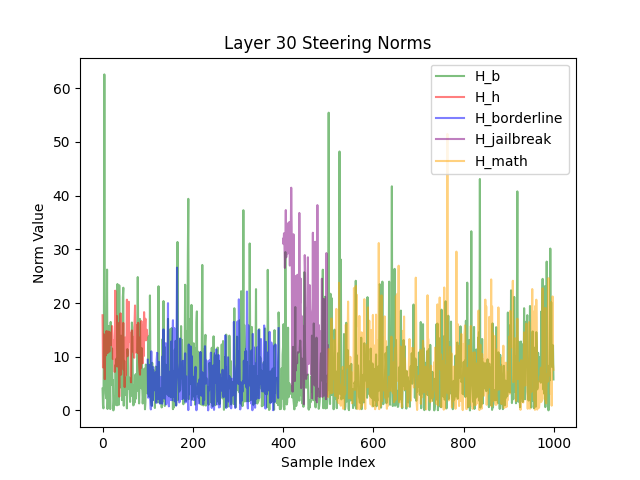 Layer 30 Steering Norms
H_b
H_h
H_borderline
H_jailbreak
H_math
Norm Value
60
50
40
30
20
10
0
0 200 400 600 800 1000
Sample Index